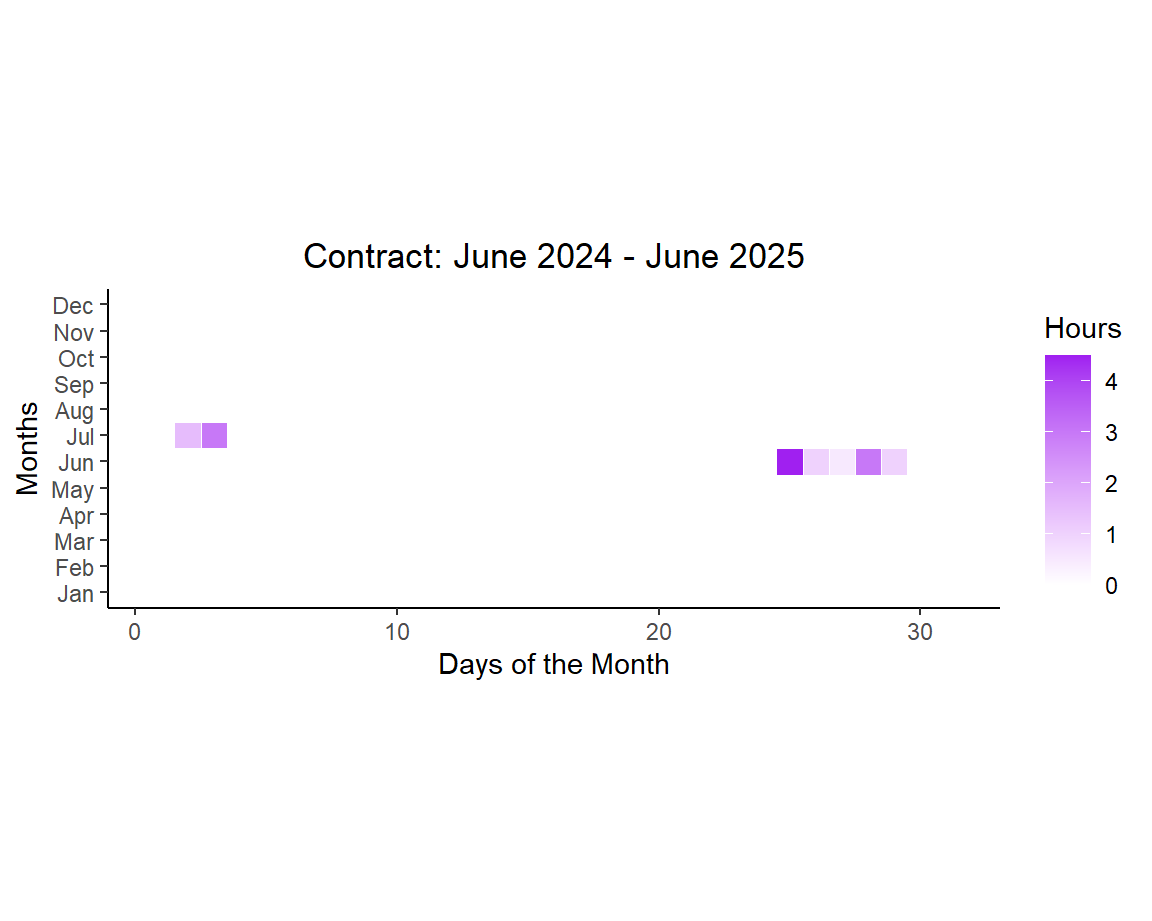 Contract: June 2024 - June 2025
Months
Dec
Nov
Oct
Sep
Aug
Jul
Jun
May
Apr
Mar
Feb
Jan
0 10 20 30
Days of the Month
Hours
4
3
2
1
0